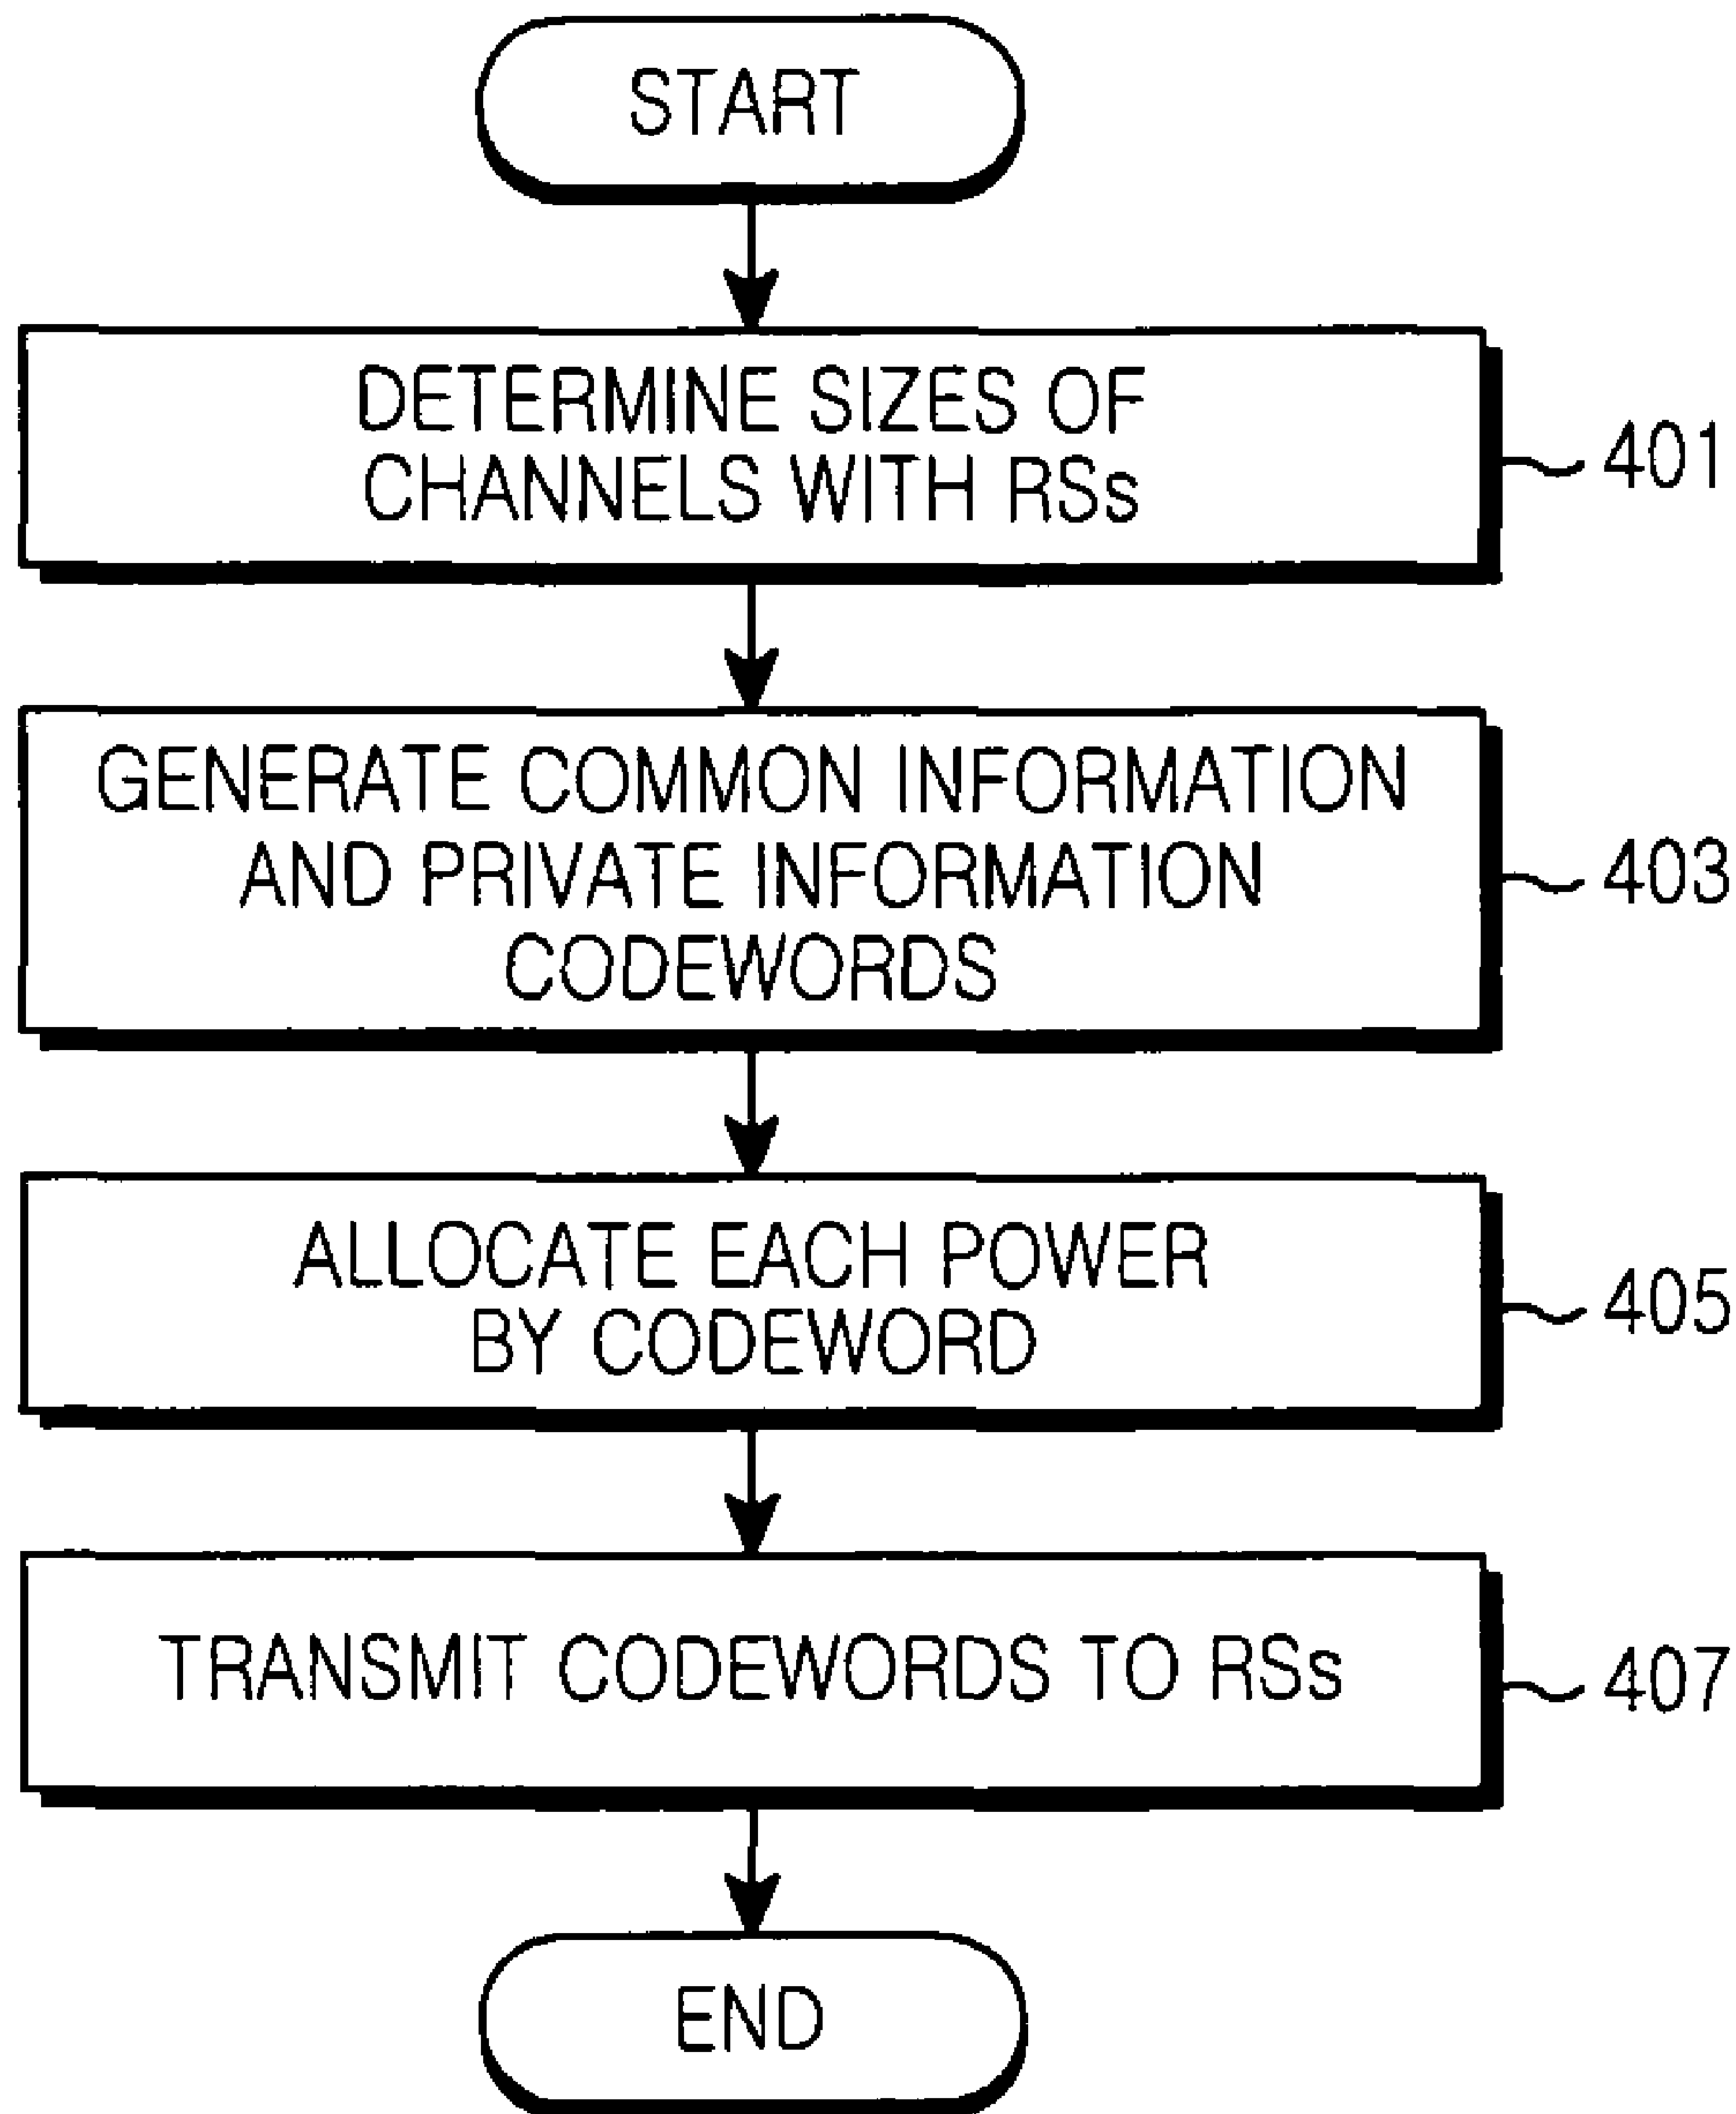 START
DETERMINE SIZES OF
CHANNELS WITH RSs
401
GENERATE COMMON INFORMATION
AND PRIVATE INFORMATION
CODEWORDS
403
ALLOCATE EACH POWER
BY CODEWORD
405
TRANSMIT CODEWORDS TO RSs
407
END